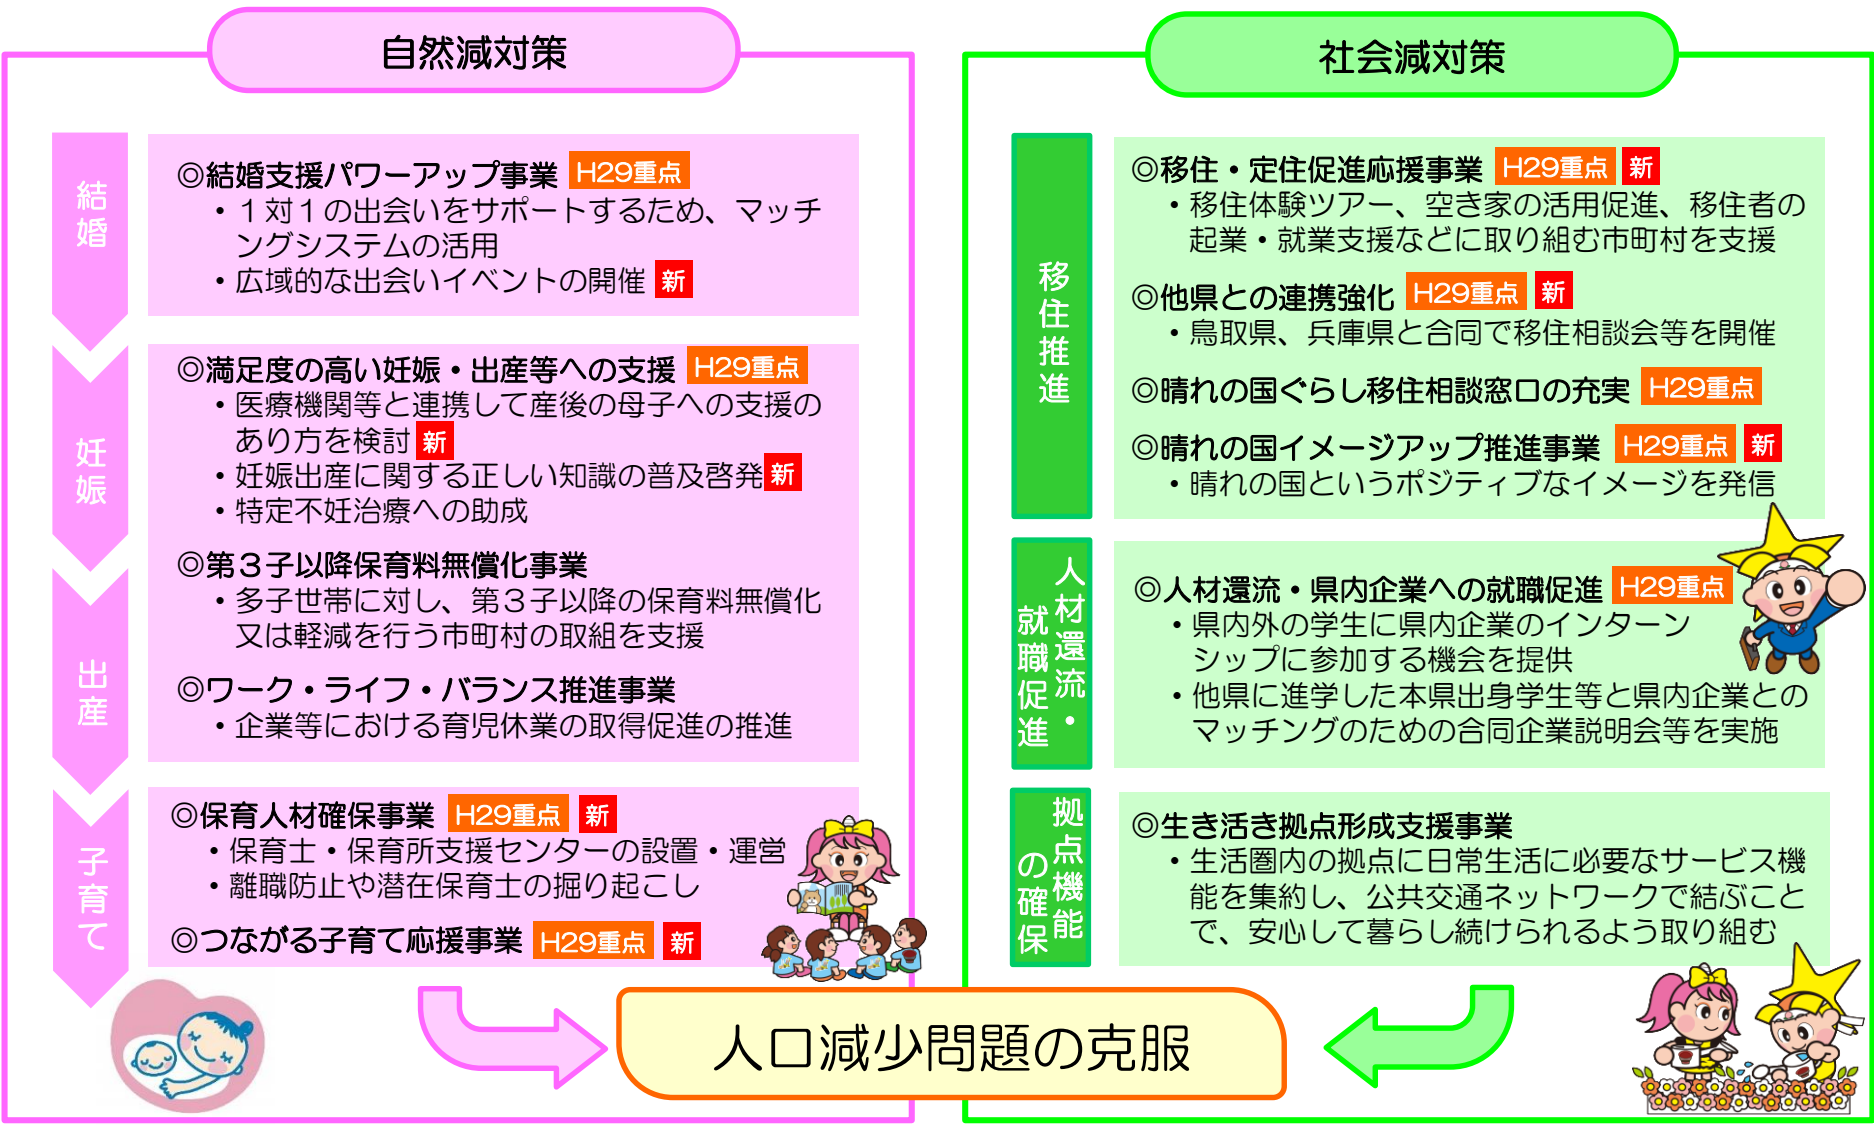 自然減対策
結婚
◎結婚支援パワーアップ事業 H29重点
・１対１の出会いをサポートするため、マッチ
ングシステムの活用
・広域的な出会いイベントの開催 新
妊娠
出産
◎満足度の高い妊娠・出産等への支援 H29重点
・医療機関等と連携して産後の母子への支援の
あり方を検討 新
・妊娠出産に関する正しい知識の普及啓発 新
・特定不妊治療への助成
◎第３子以降保育料無償化事業
・多子世帯に対し、第３子以降の保育料無償化
又は軽減を行う市町村の取組を支援
◎ワーク・ライフ・バランス推進事業
・企業等における育児休業の取得促進の推進
子育て
◎保育人材確保事業 H29重点 新
・保育士・保育所支援センターの設置・運営
・離職防止や潜在保育士の掘り起こし
◎つながる子育て応援事業 H29重点 新
社会減対策
移住推進
◎移住・定住促進応援事業 H29重点 新
・移住体験ツアー、空き家の活用促進、移住者の
起業・就業支援などに取り組む市町村を支援
◎他県との連携強化 H29重点 新
・鳥取県、兵庫県と合同で移住相談会等を開催
◎晴れの国ぐらし移住相談窓口の充実 H29重点
◎晴れの国イメージアップ推進事業 H29重点 新
・晴れの国というポジティブなイメージを発信
人材還流・
就職促進
◎人材還流・県内企業への就職促進 H29重点
・県内外の学生に県内企業のインターン
シップに参加する機会を提供
・他県に進学した本県出身学生等と県内企業との
マッチングのための合同企業説明会等を実施
拠点機能
の確保
◎生き活き拠点形成支援事業
・生活圏内の拠点に日常生活に必要なサービス機
能を集約し、公共交通ネットワークで結ぶこと
で、安心して暮らし続けられるよう取り組む
人口減少問題の克服